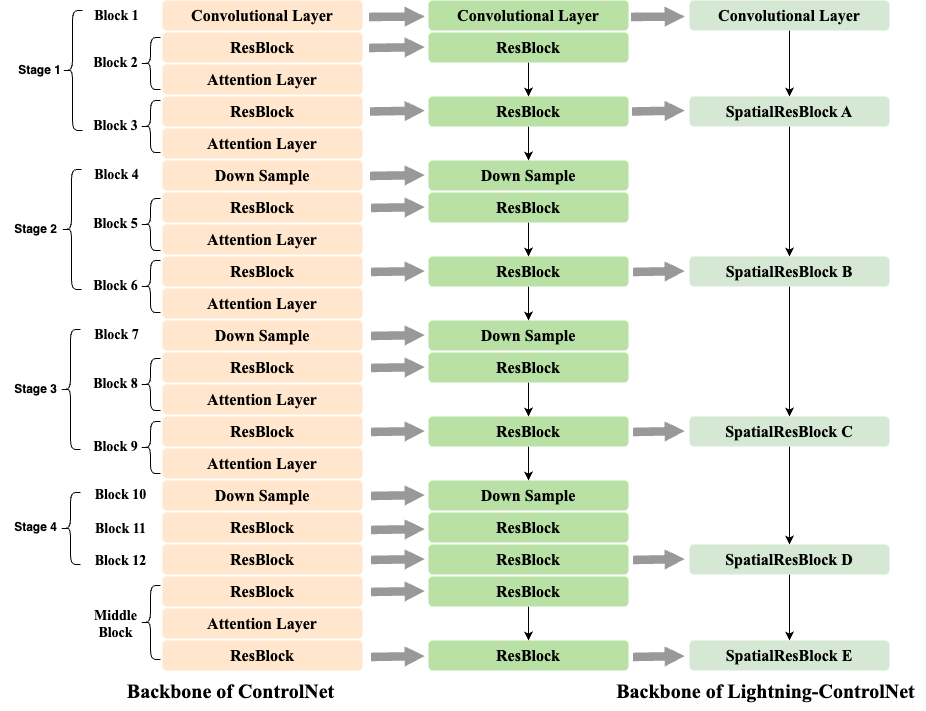 Block 1
Convolutional Layer
Convolutional Layer
Convolutional Layer
Stage 1
Block 2
ResBlock
ResBlock
Attention Layer
Block 3
ResBlock
ResBlock
SpatialResBlock A
Attention Layer
Block 4
Down Sample
Down Sample
Stage 2
Block 5
ResBlock
ResBlock
Attention Layer
Block 6
ResBlock
ResBlock
SpatialResBlock B
Attention Layer
Block 7
Down Sample
Down Sample
Stage 3
Block 8
ResBlock
ResBlock
Attention Layer
Block 9
ResBlock
ResBlock
SpatialResBlock C
Attention Layer
Block 10
Down Sample
Down Sample
Stage 4
Block 11
ResBlock
ResBlock
Block 12
ResBlock
ResBlock
SpatialResBlock D
Middle
Block
ResBlock
ResBlock
Attention Layer
ResBlock
ResBlock
SpatialResBlock E
Backbone of ControlNet
Backbone of Lightning-ControlNet